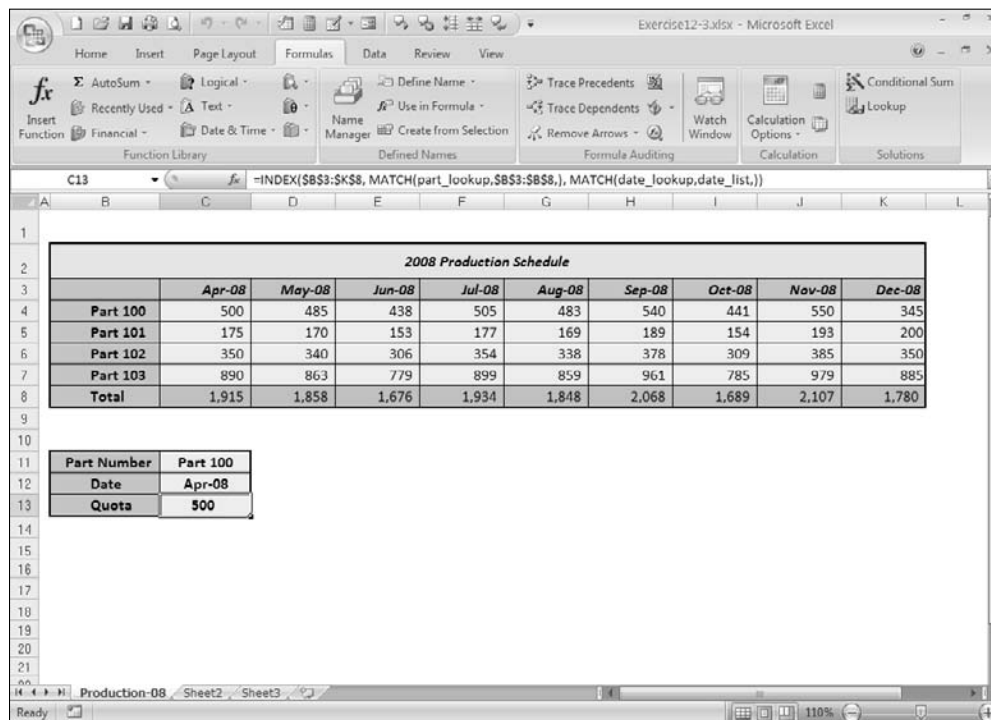 Exercise12-3.xlsx - Microsoft Excel
Home Insert Page Layout Formulas Data Review View
fx Insert Function
Σ AutoSum
Recently Used
Financial
Logical
A Text
Date & Time
Function Library
Name Manager
Define Name
Use in Formula
Create from Selection
Defined Names
Trace Precedents
Trace Dependents
Remove Arrows
Formula Auditing
Watch Window
Calculation Options
Calculation
Conditional Sum
Lookup
Solutions
C13 fx =INDEX($B$3:$K$8, MATCH(part_lookup,$B$3:$B$8,), MATCH(date_lookup,date_list,))
A B C D E F G H I J K L
1
2 2008 Production Schedule
3 Apr-08 May-08 Jun-08 Jul-08 Aug-08 Sep-08 Oct-08 Nov-08 Dec-08
4 Part 100 500 485 438 505 483 540 441 550 345
5 Part 101 175 170 153 177 169 189 154 193 200
6 Part 102 350 340 306 354 338 378 309 385 350
7 Part 103 890 863 779 899 859 961 785 979 885
8 Total 1,915 1,858 1,676 1,934 1,848 2,068 1,689 2,107 1,780
9
10
11 Part Number Part 100
12 Date Apr-08
13 Quota 500
14
15
16
17
18
19
20
21
Production-08 Sheet2 Sheet3
Ready 110%